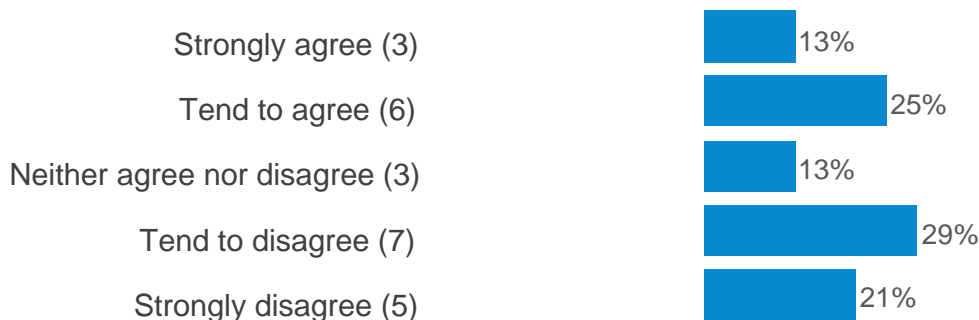 Strongly agree (3) 13%
Tend to agree (6) 25%
Neither agree nor disagree (3) 13%
Tend to disagree (7) 29%
Strongly disagree (5) 21%